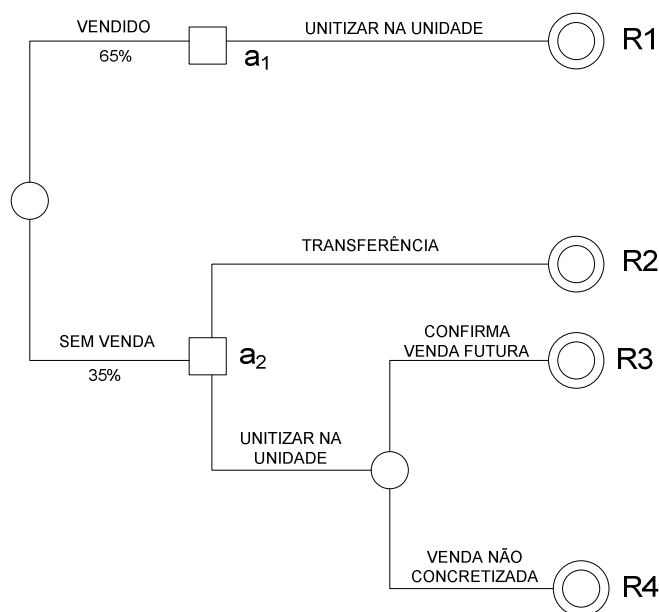 VENDIDO
65%
a1
UNITIZAR NA UNIDADE
R1
TRANSFERÊNCIA
R2
SEM VENDA
35%
a2
CONFIRMA
VENDA FUTURA
R3
UNITIZAR NA
UNIDADE
VENDA NÃO
CONCRETIZADA
R4